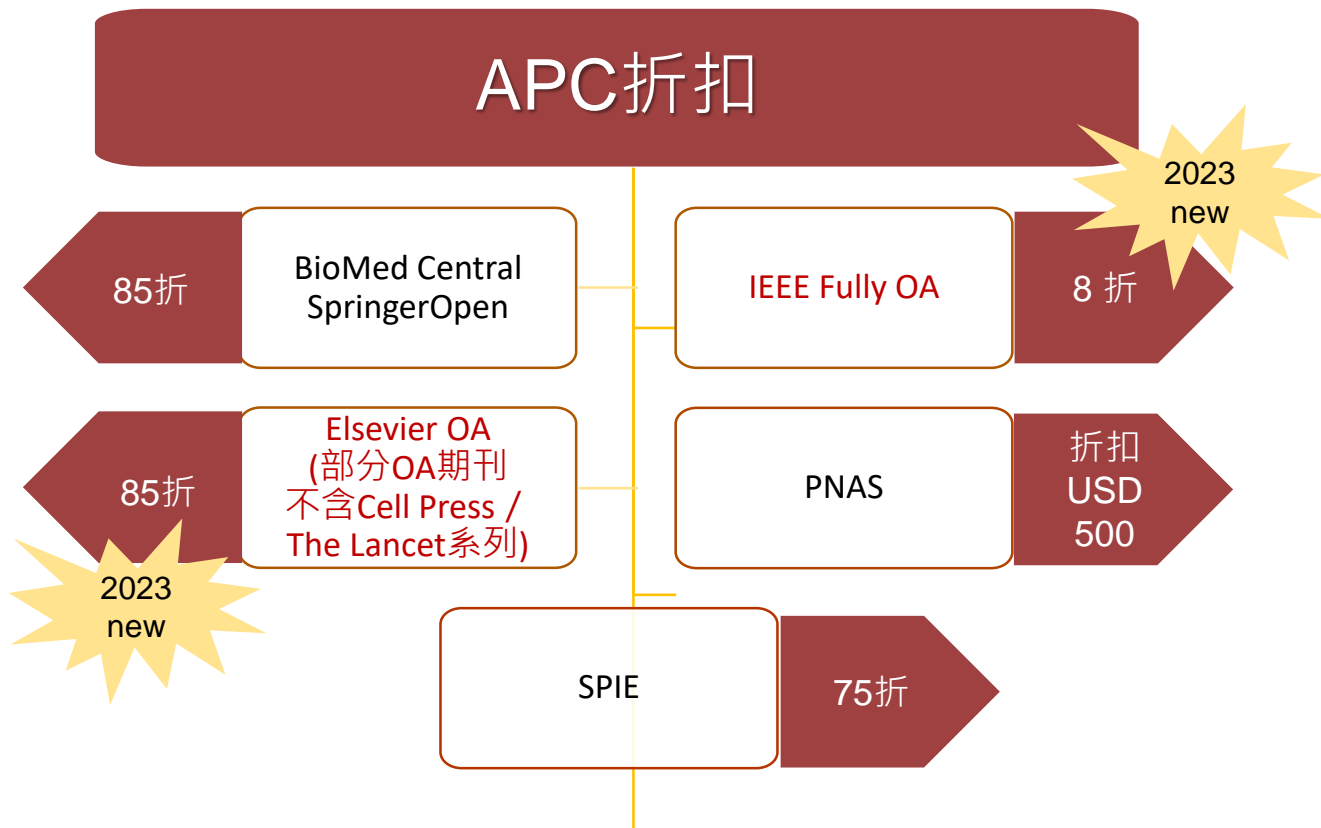 APC折扣
2023
new
85折
BioMed Central
SpringerOpen
IEEE Fully OA
8 折
85折
Elsevier OA
(部分OA期刊
不含Cell Press /
The Lancet系列)
PNAS
折扣
USD
500
2023
new
SPIE
75折